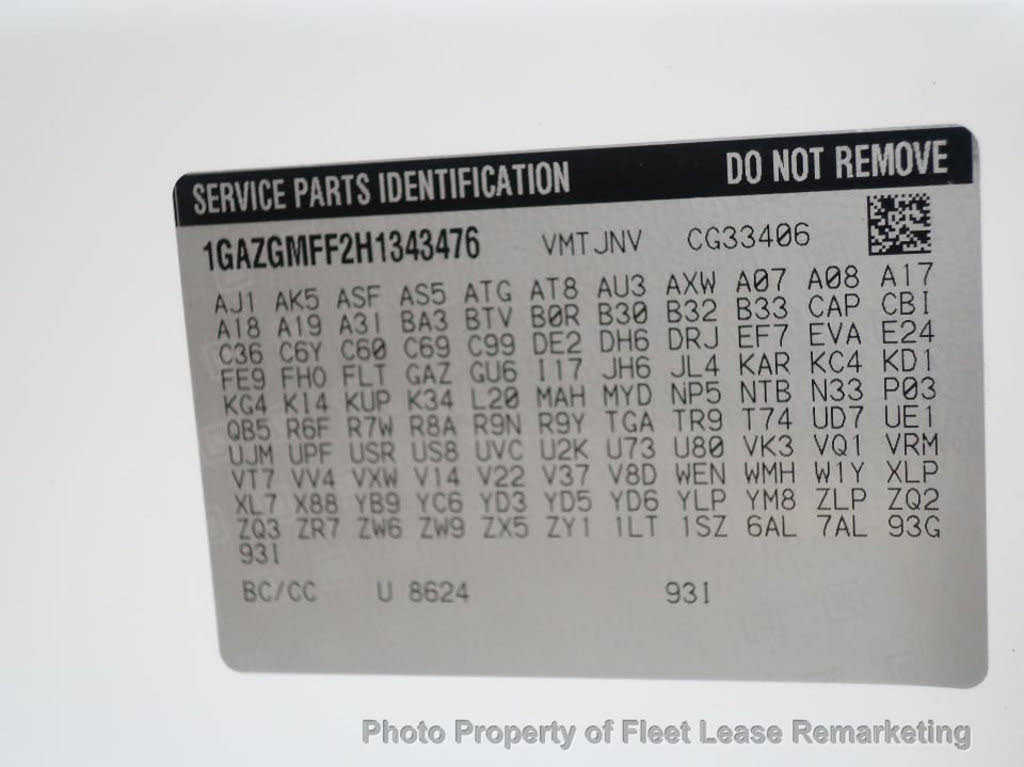 SERVICE PARTS IDENTIFICATION DO NOT REMOVE
1GAZGMFF2H1343476 VMTJNV CG33406
AJ1 AK5 ASF AS5 ATG AT8 AU3 AXW A07 A08 A17
A18 A19 A31 BA3 BTV B0R B30 B32 B33 CAP CBI
C36 C6Y C60 C69 C99 DE2 DH6 DRJ EF7 EVA E24
FE9 FHO FLT GAZ GU6 I17 JH6 JL4 KAR KC4 KD1
KG4 K14 KUP K34 L20 MAH MYD NP5 NTB N33 P03
QB5 R6F R7W R8A R9N R9Y TGA TR9 T74 UD7 UE1
UJM UPF USR US8 UVC U2K U73 U80 VK3 VQ1 VRM
VT7 VV4 VXW V14 V22 V37 V8D WEN WMH W1Y XLP
XL7 X88 YB9 YC6 YD3 YD5 YD6 YLP YM8 ZLP ZQ2
ZQ3 ZR7 ZW6 ZW9 ZX5 ZY1 1LT 1SZ 6AL 7AL 93G
93I
BC/CC U 8624 93I
Photo Property of Fleet Lease Remarketing